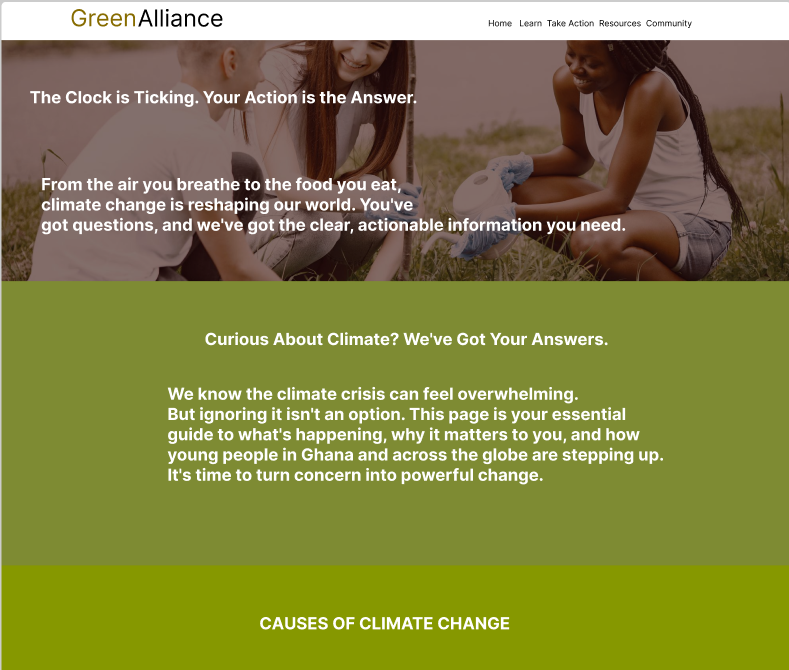 GreenAlliance
Home Learn Take Action Resources Community
The Clock is Ticking. Your Action is the Answer.
From the air you breathe to the food you eat,
climate change is reshaping our world. You've
got questions, and we've got the clear, actionable information you need.
Curious About Climate? We've Got Your Answers.
We know the climate crisis can feel overwhelming.
But ignoring it isn't an option. This page is your essential
guide to what's happening, why it matters to you, and how
young people in Ghana and across the globe are stepping up.
It's time to turn concern into powerful change.
CAUSES OF CLIMATE CHANGE